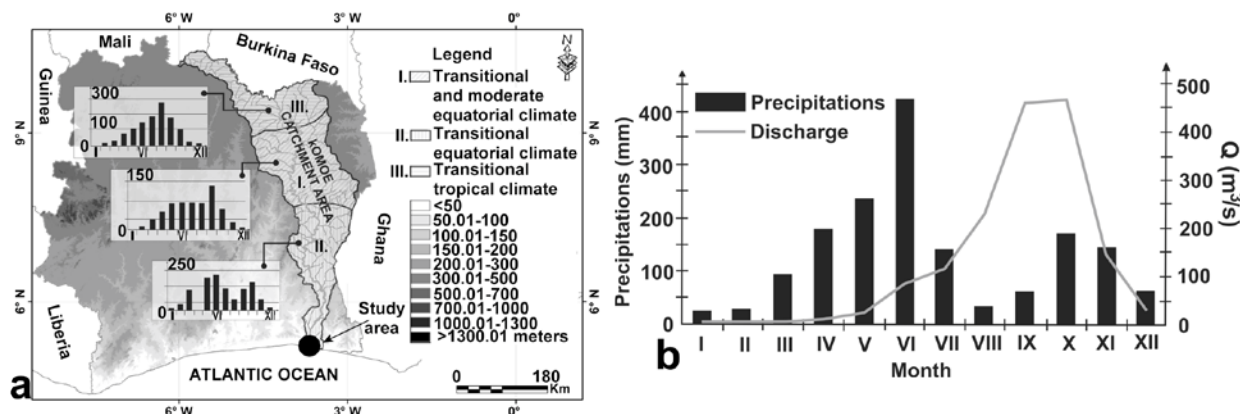 6° W
3° W
0°
Mali
Burkina Faso
Guinea
N
Legend
I. Transitional
and moderate
equatorial climate
II. Transitional
equatorial climate
III. Transitional
tropical climate
<50
50.01-100
100.01-150
150.01-200
200.01-300
300.01-500
500.01-700
700.01-1000
1000.01-1300
>1300.01 meters
300
100
0
I
VI
XII
150
0
I
VI
XII
250
0
I
VI
XII
III.
I.
II.
KOMOE
CATCHMENT AREA
Ghana
Liberia
Study
area
ATLANTIC OCEAN
0
180
Km
9°N
6°N
9°N
6°N
6° W
3° W
0°
a
Precipitations (mm)
400
300
200
100
0
Precipitations
Discharge
500
400
300
200
100
0
Q (m³/s)
I II III IV V VI VII VIII IX X XI XII
Month
b